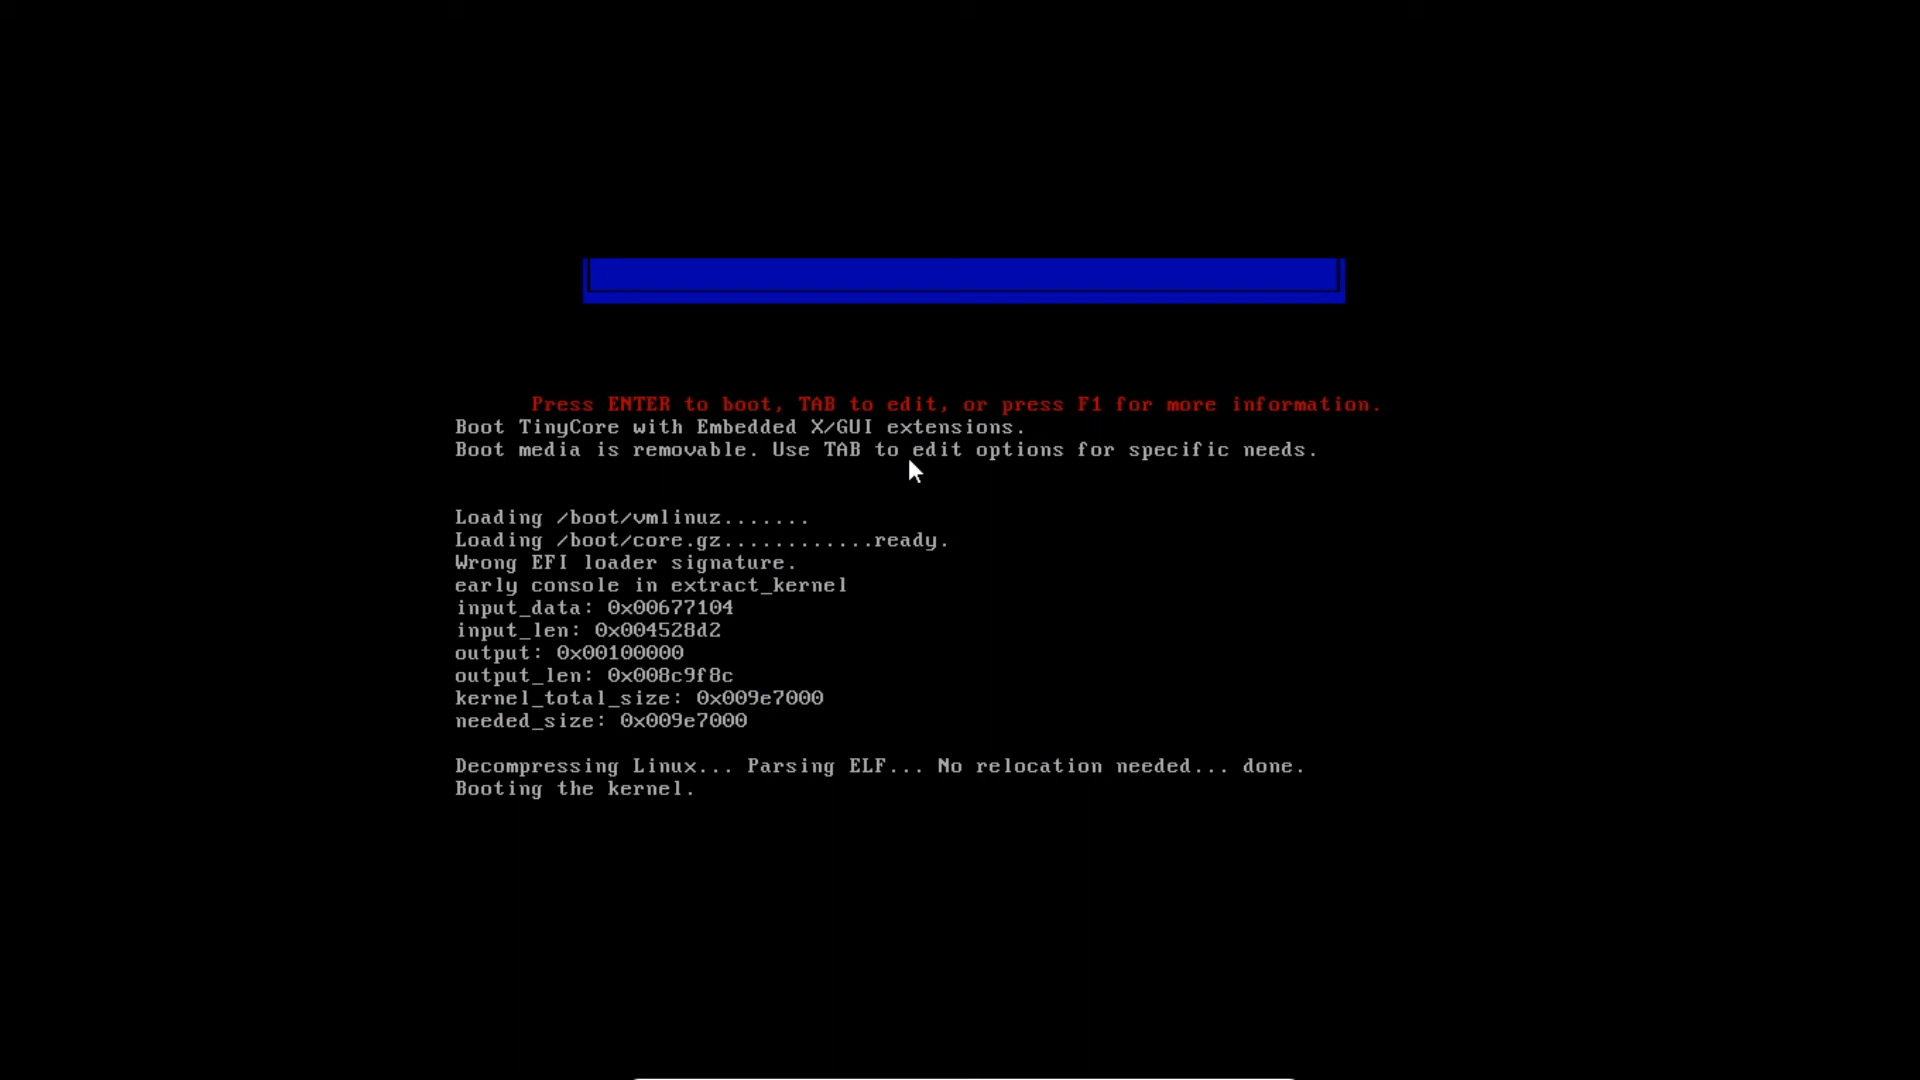 Press ENTER to boot, TAB to edit, or press F1 for more information.
Boot TinyCore with Embedded X/GUI extensions.
Boot media is removable. Use TAB to edit options for specific needs.
Loading /boot/vmlinuz.......
Loading /boot/core.gz............ready.
Wrong EFI loader signature.
early console in extract_kernel
input_data: 0x00677104
input_len: 0x004528d2
output: 0x00100000
output_len: 0x008c9f8c
kernel_total_size: 0x009e7000
needed_size: 0x009e7000
Decompressing Linux... Parsing ELF... No relocation needed... done.
Booting the kernel.